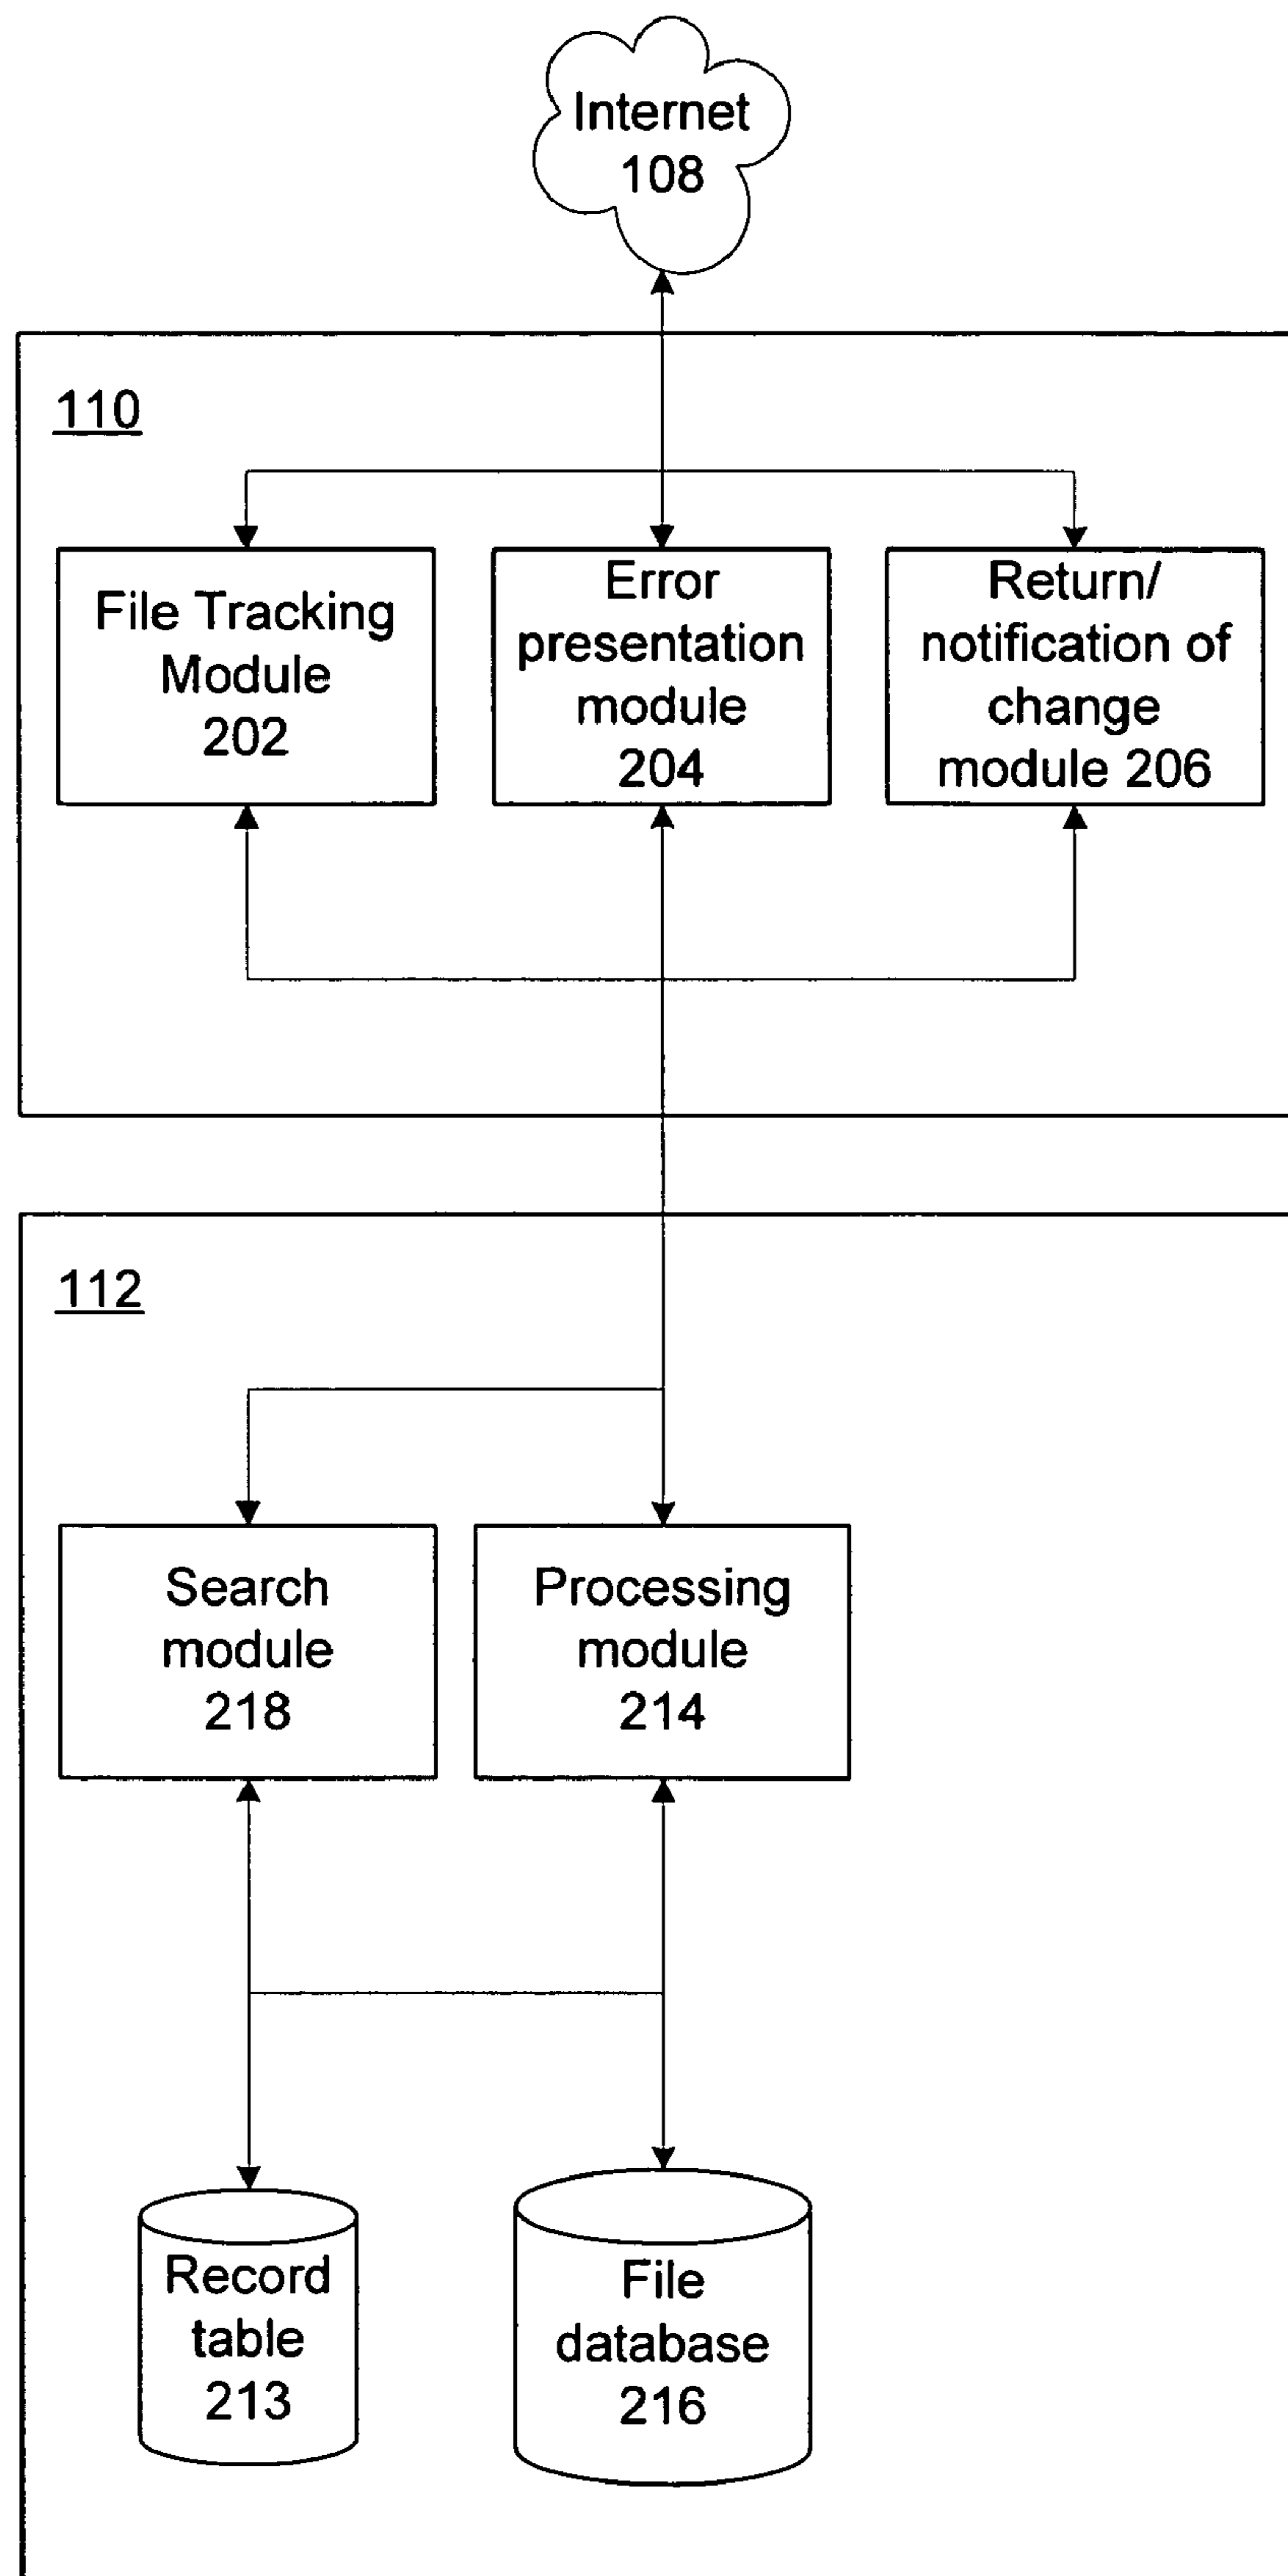 Internet
108
110
File Tracking
Module
202
Error
presentation
module
204
Return/
notification of
change
module 206
112
Search
module
218
Processing
module
214
Record
table
213
File
database
216